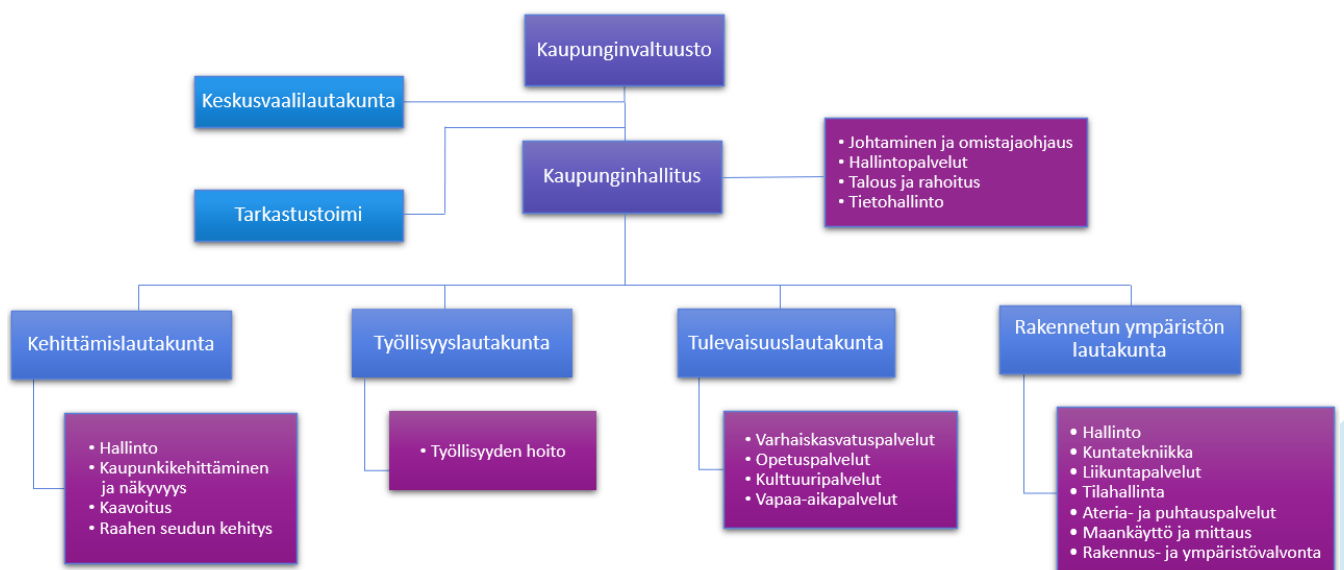 Kaupunginvaltuusto
Keskusvaalilautakunta
Kaupunginhallitus
• Johtaminen ja omistajaohjaus
• Hallintopalvelut
• Talous ja rahoitus
• Tietohallinto
Tarkastustoimi
Kehittämislautakunta
Työllisyyslautakunta
Tulevaisuuslautakunta
Rakennetun ympäristön
lautakunta
• Hallinto
• Kaupunkikehittäminen
ja näkyvyys
• Kaavoitus
• Raahen seudun kehitys
• Työllisyyden hoito
• Varhaiskasvatuspalvelut
• Opetuspalvelut
• Kulttuuripalvelut
• Vapaa-aikapalvelut
• Hallinto
• Kuntatekniikka
• Liikuntapalvelut
• Tilahallinta
• Ateria- ja puhtauspalvelut
• Maankäyttö ja mittaus
• Rakennus- ja ympäristövalvonta